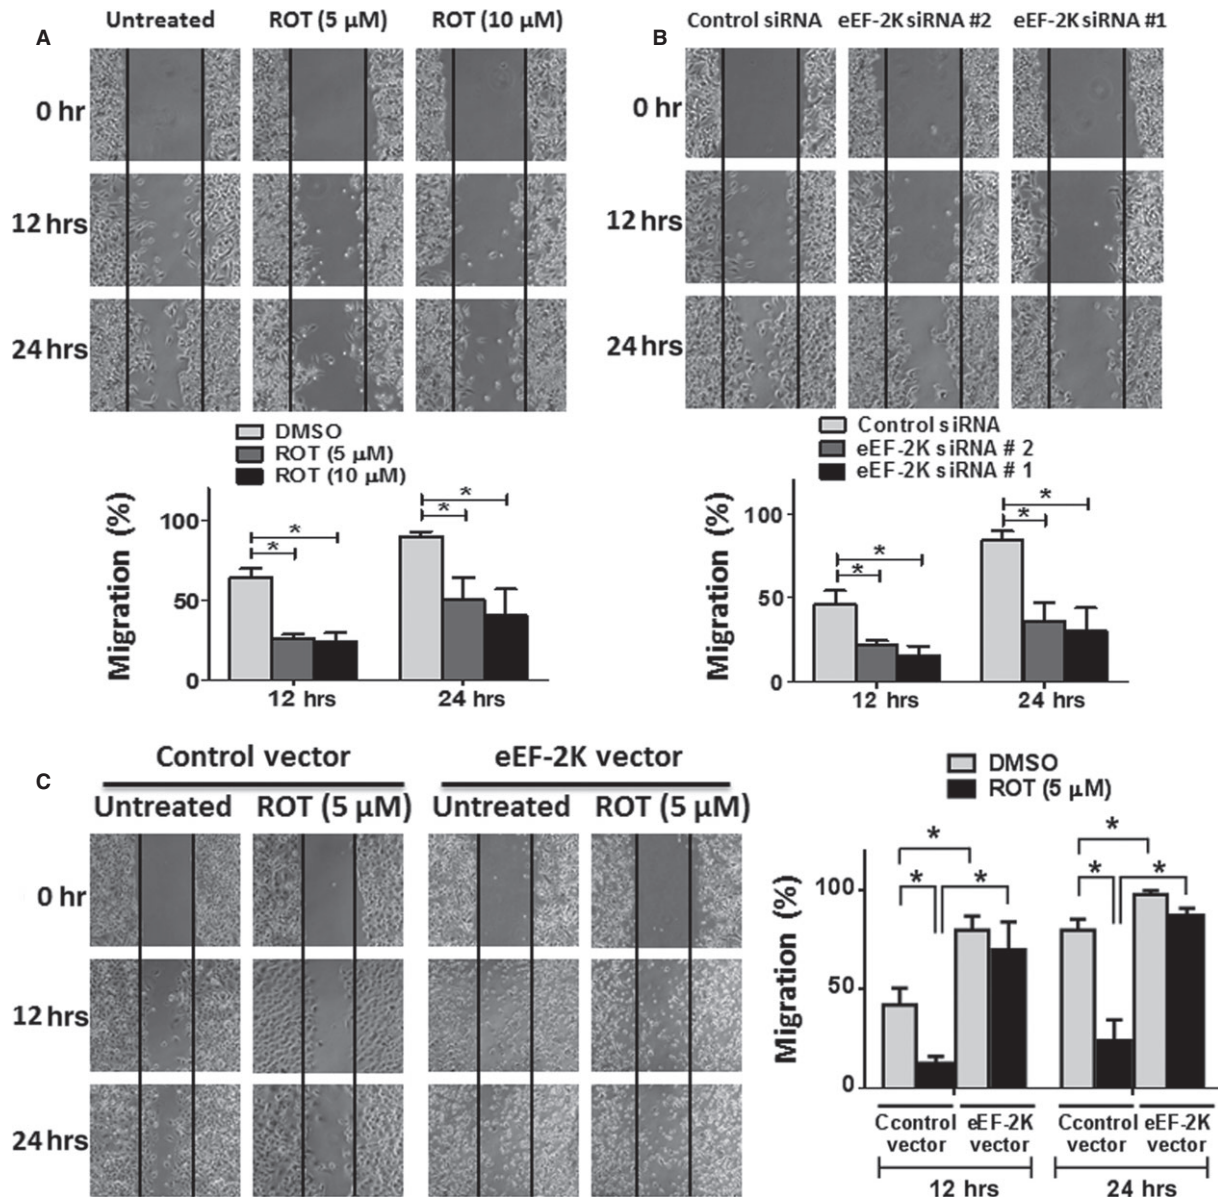 A
Untreated ROT (5 µM) ROT (10 µM)
0 hr
12 hrs
24 hrs
DMSO
ROT (5 µM)
ROT (10 µM)
Migration (%)
100
50
0
* * * *
12 hrs 24 hrs
B
Control siRNA eEF-2K siRNA #2 eEF-2K siRNA #1
0 hr
12 hrs
24 hrs
Control siRNA
eEF-2K siRNA # 2
eEF-2K siRNA # 1
Migration (%)
100
50
0
* * * *
12 hrs 24 hrs
C
Control vector eEF-2K vector
Untreated ROT (5 µM) Untreated ROT (5 µM)
0 hr
12 hrs
24 hrs
DMSO
ROT (5 µM)
Migration (%)
100
50
0
* * * * * *
Ccontrol eEF-2K Ccontrol eEF-2K
vector vector vector vector
12 hrs 24 hrs